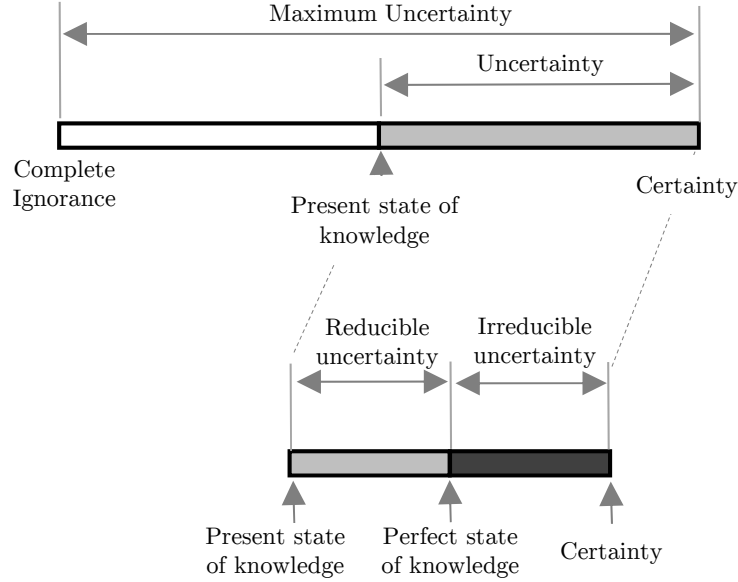 Maximum Uncertainty
Uncertainty
Complete
Ignorance
Certainty
Present state of
knowledge
Reducible
uncertainty
Irreducible
uncertainty
Present state
of knowledge
Perfect state
of knowledge
Certainty